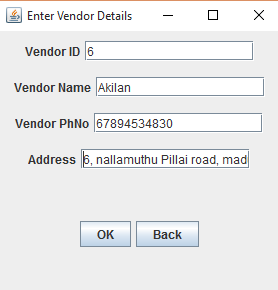 Enter Vendor Details
Vendor ID 6
Vendor Name Akilan
Vendor PhNo 67894534830
Address 6, nallamuthu Pillai road, mad
OK Back